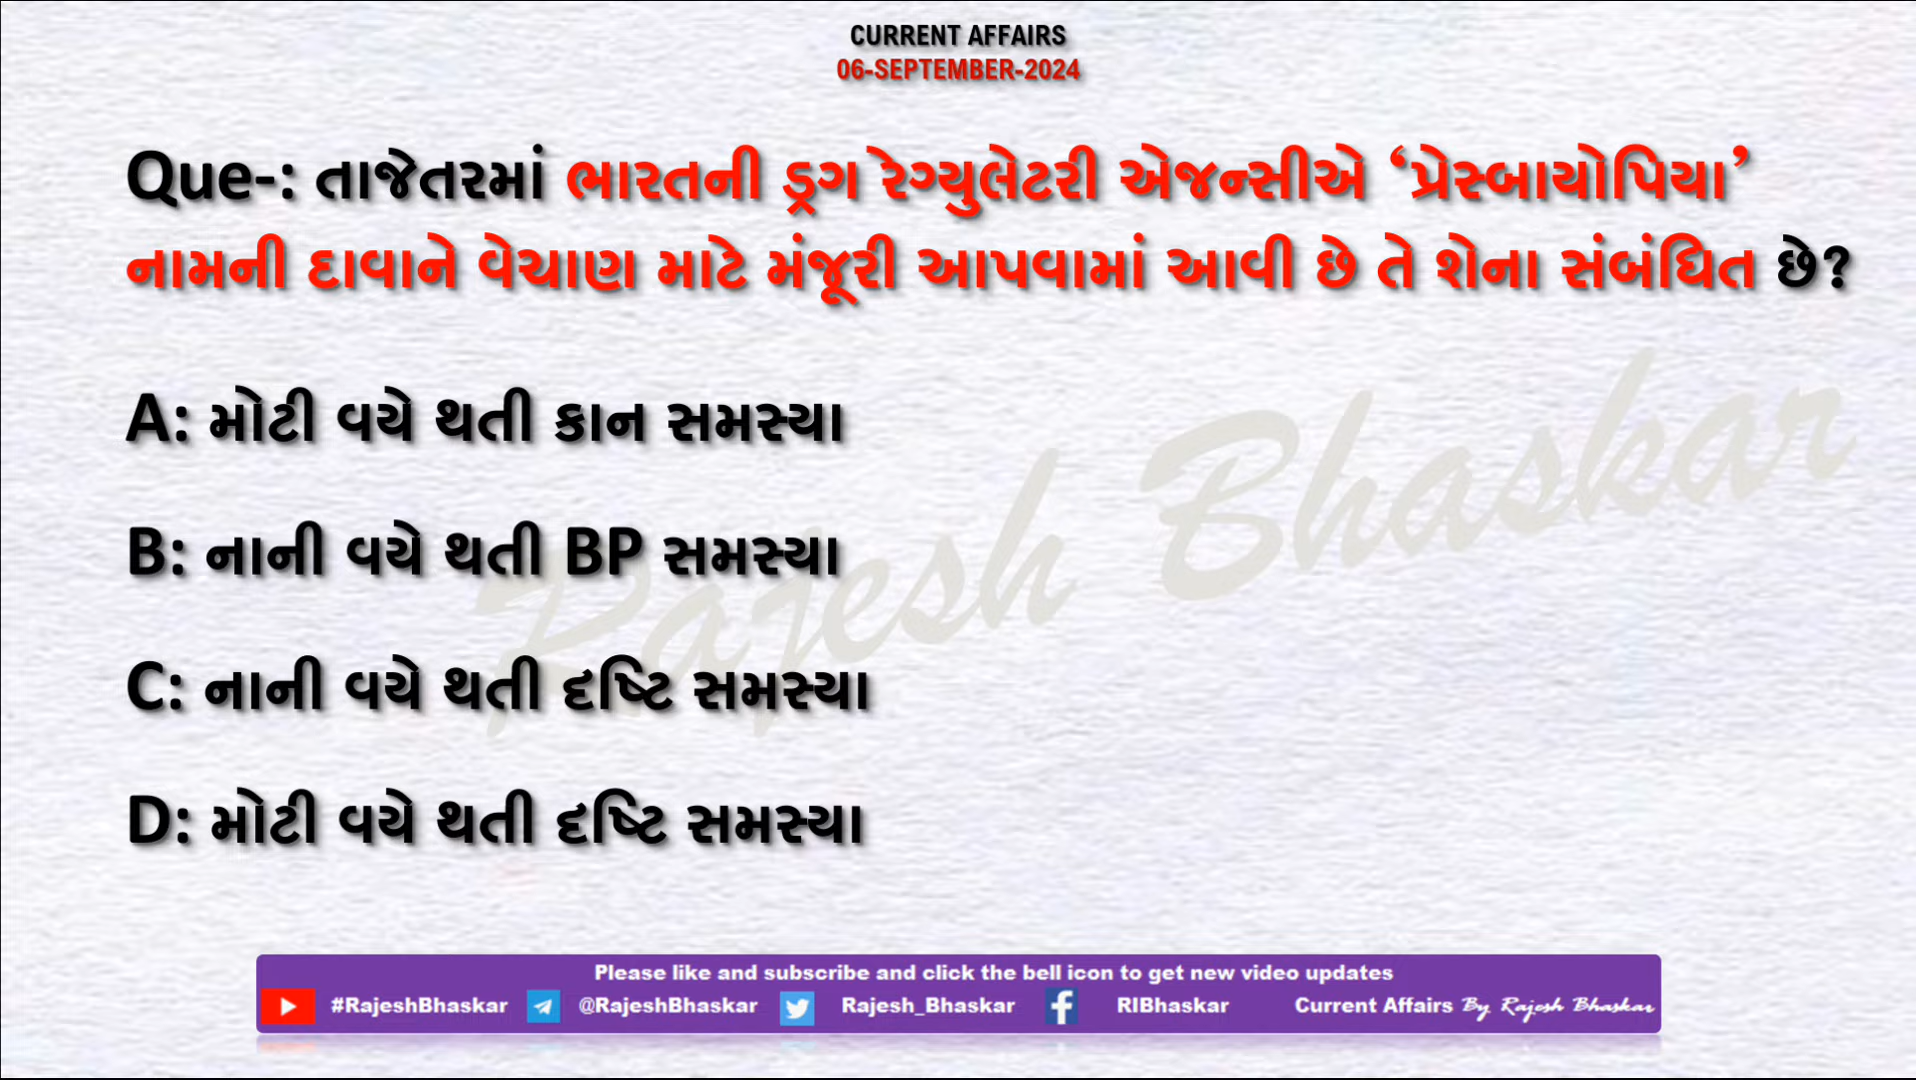 CURRENT AFFAIRS
06-SEPTEMBER-2024
Que-: તાજેતરમાં ભારતની ડ્રગ રેગ્યુલેટરી એજન્સીએ ‘પ્રેસ્બાયોપિયા’
નામની દાવાને વેચાણ માટે મંજૂરી આપવામાં આવી છે તે શેના સંબંધિત છે?
A: મોટી વયે થતી કાન સમસ્યા
B: નાની વયે થતી BP સમસ્યા
C: નાની વયે થતી દષ્ટિ સમસ્યા
D: મોટી વયે થતી દષ્ટિ સમસ્યા
Rajesh Bhaskar
Please like and subscribe and click the bell icon to get new video updates
#RajeshBhaskar @RajeshBhaskar Rajesh_Bhaskar RIBhaskar Current Affairs By Rajesh Bhaskar